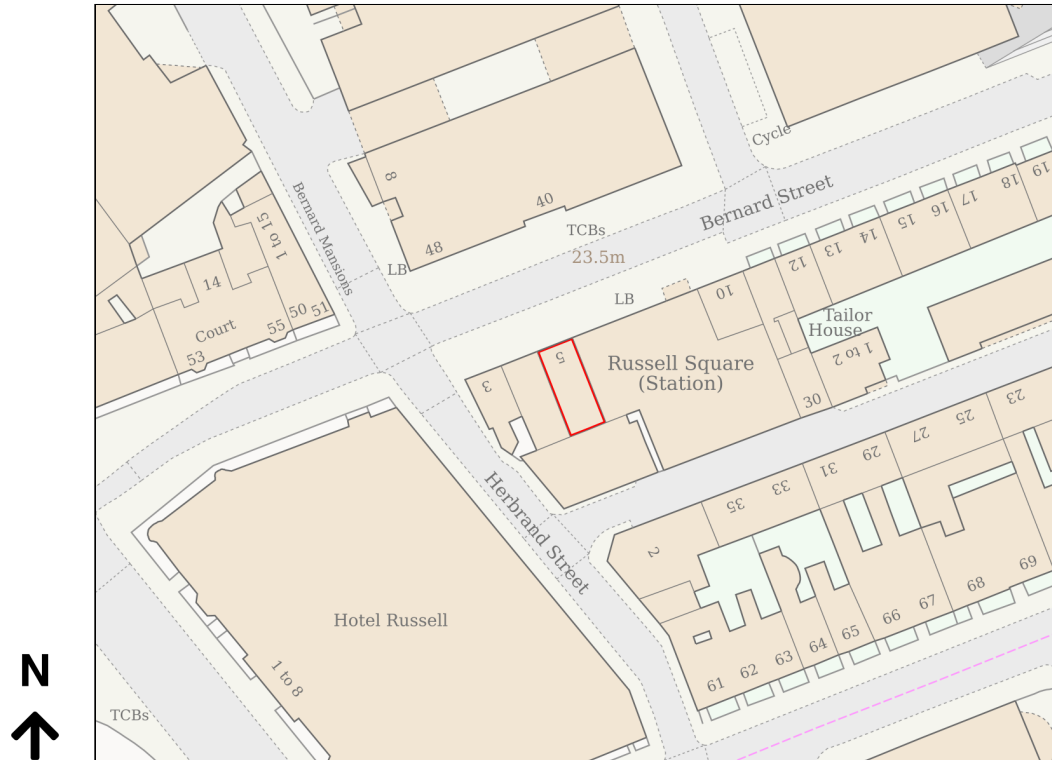 Cycle
19
18
17
16
15
14
13
12
10
Bernard Street
8
40
48
TCBs
23.5m
LB
LB
Bernard Mansions
1 to 15
14
Court
50
51
55
53
3
5
Russell Square
(Station)
Tailor
House
1 to 2
30
23
25
27
29
31
33
35
2
Herbrand Street
Hotel Russell
1 to 8
61
62
63
64
65
66
67
68
69
TCBs
N